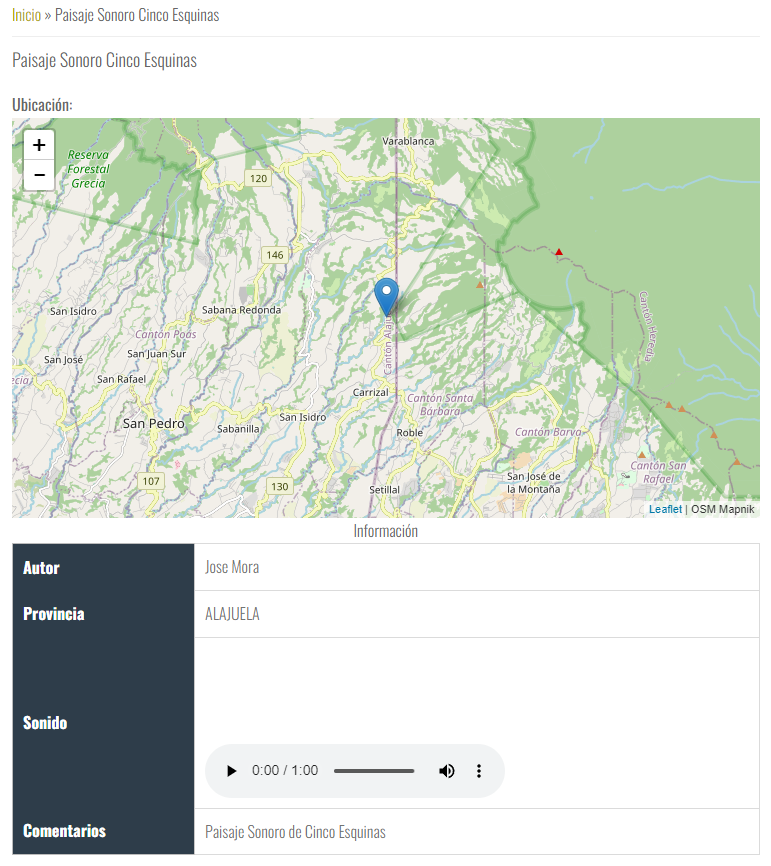 Inicio » Paisaje Sonoro Cinco Esquinas
Paisaje Sonoro Cinco Esquinas
Ubicación:
+
−
Reserva
Forestal
Grecia
Varablanca
120
146
San Isidro
Sabana Redonda
Cantón Poás
San José
San Juan Sur
ecia)
San Rafael
Carrizal
Cantón Alaju
Cantón Heredia
Cantón Santa
Bárbara
San Pedro
Sabanilla
San Isidro
Roble
Cantón Barva
107
130
Setillal
San José de
la Montaña
Cantón San
Rafael
Leaflet | OSM Mapnik
Información
Autor Jose Mora
Provincia ALAJUELA
Sonido
0:00 / 1:00
Comentarios Paisaje Sonoro de Cinco Esquinas